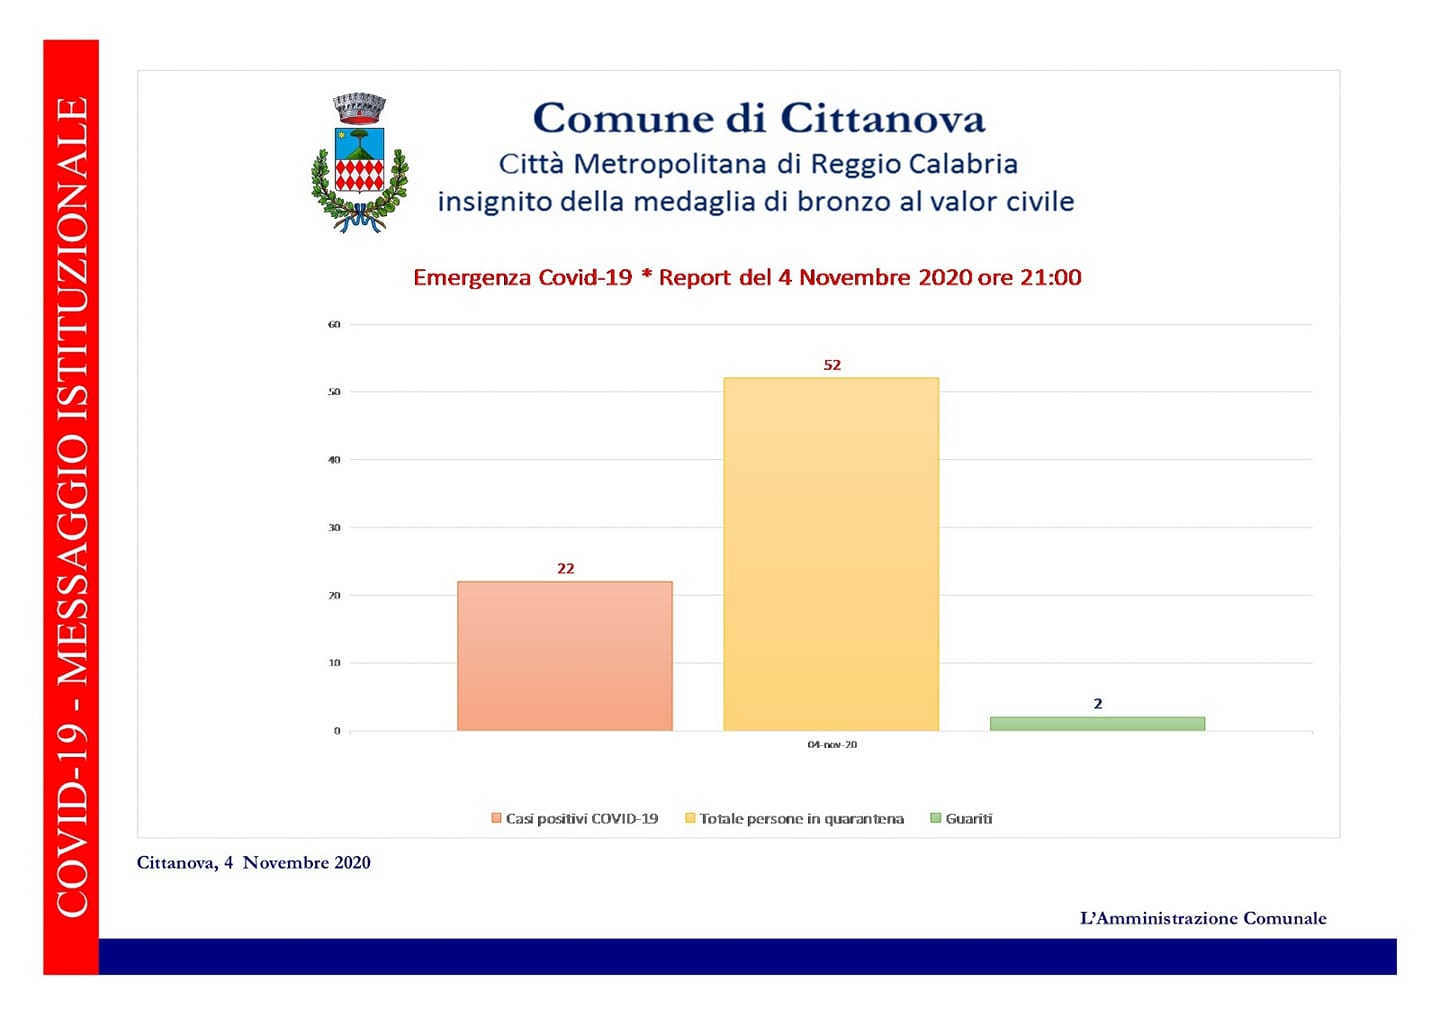 COVID-19 - MESSAGGIO ISTITUZIONALE
Comune di Cittanova
Città Metropolitana di Reggio Calabria
insignito della medaglia di bronzo al valor civile
Emergenza Covid-19 * Report del 4 Novembre 2020 ore 21:00
60
50
40
30
20
10
0
52
22
2
04-nov-20
Casi positivi COVID-19 Totale persone in quarantena Guariti
Cittanova, 4 Novembre 2020
L'Amministrazione Comunale